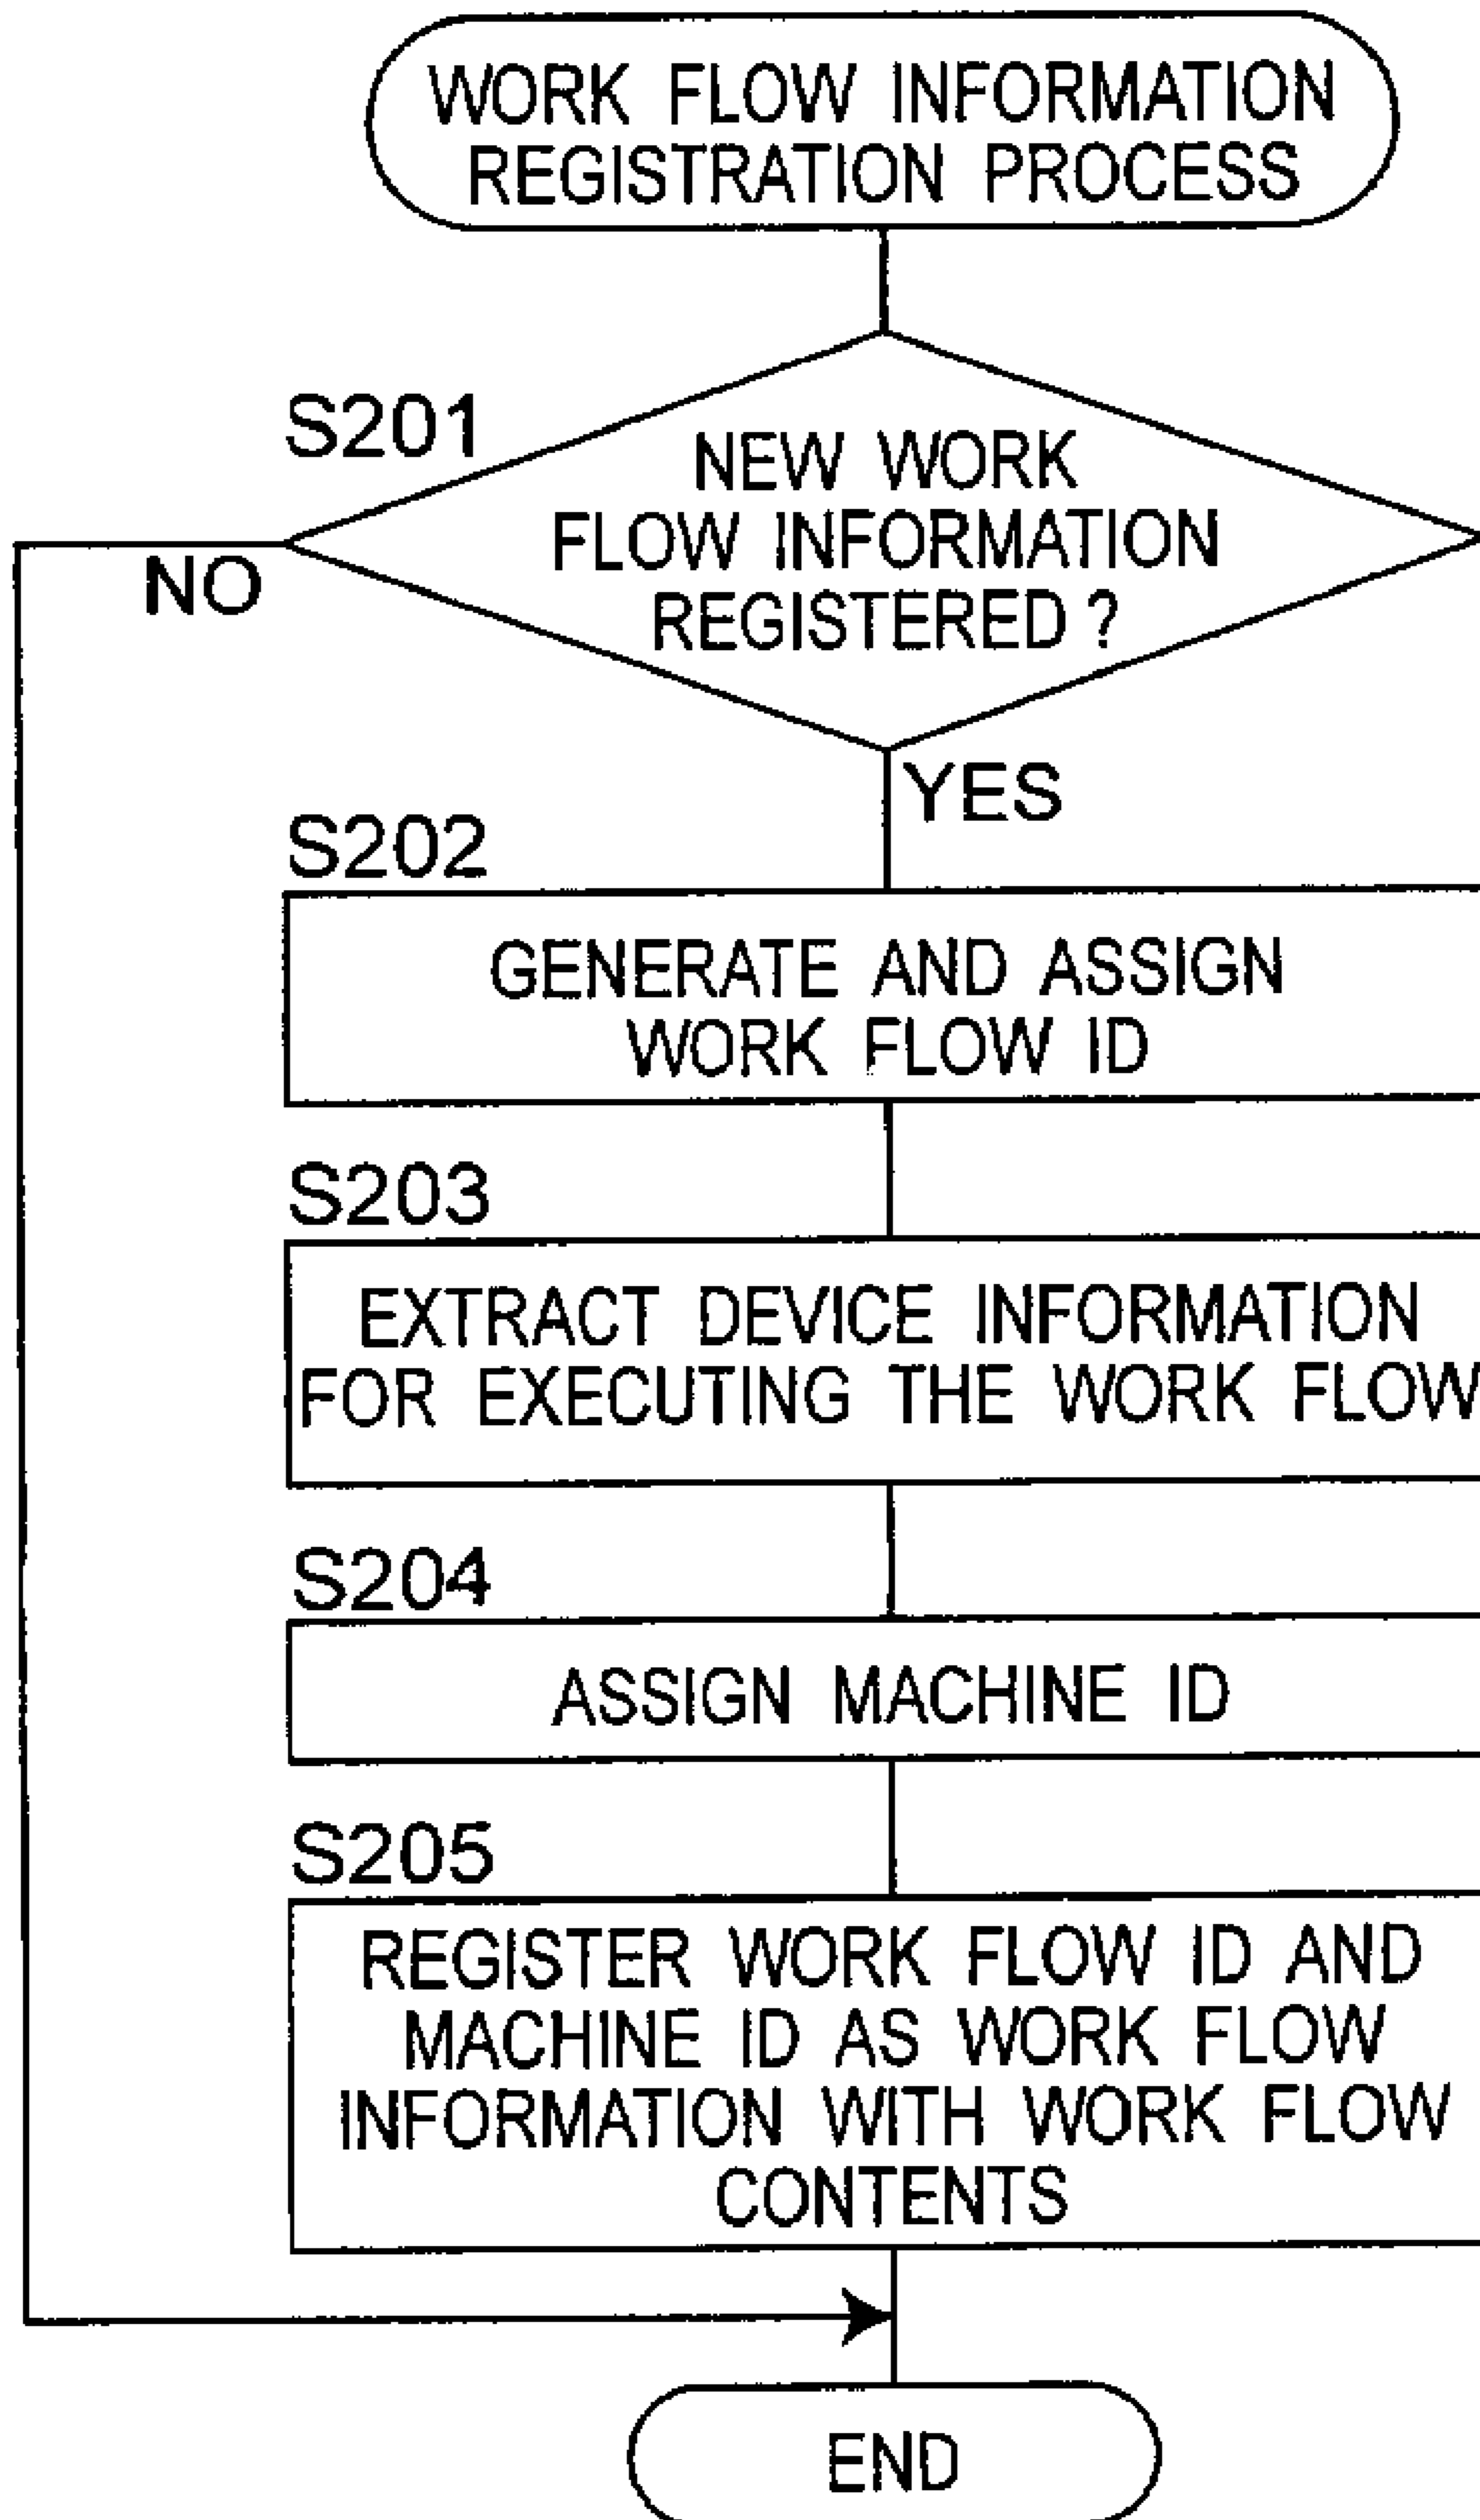 WORK FLOW INFORMATION
REGISTRATION PROCESS
S201
NEW WORK
FLOW INFORMATION
REGISTERED?
NO
YES
S202
GENERATE AND ASSIGN
WORK FLOW ID
S203
EXTRACT DEVICE INFORMATION
FOR EXECUTING THE WORK FLOW
S204
ASSIGN MACHINE ID
S205
REGISTER WORK FLOW ID AND
MACHINE ID AS WORK FLOW
INFORMATION WITH WORK FLOW
CONTENTS
END